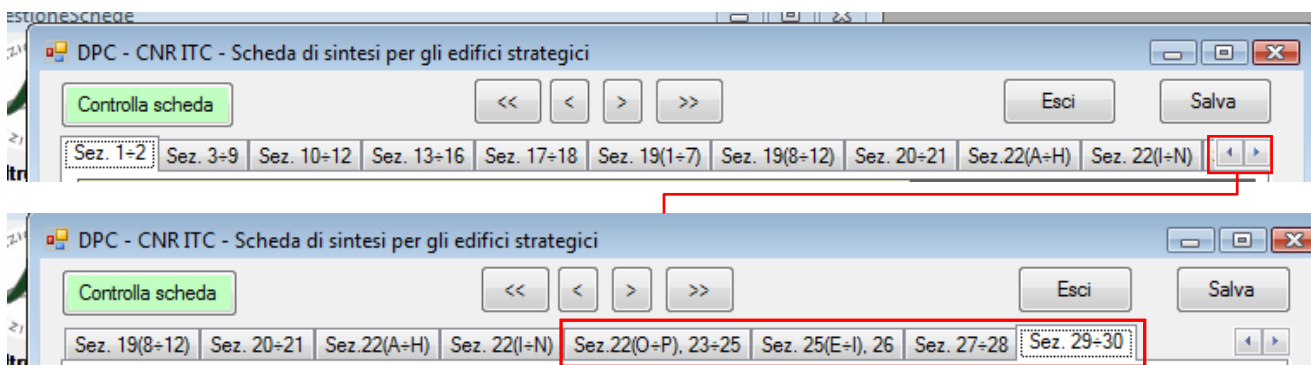 estioneSchede
DPC - CNR ITC - Scheda di sintesi per gli edifici strategici
Controlla scheda << < > >> Esci Salva
Sez. 1÷2 Sez. 3÷9 Sez. 10÷12 Sez. 13÷16 Sez. 17÷18 Sez. 19(1÷7) Sez. 19(8÷12) Sez. 20÷21 Sez.22(A÷H) Sez. 22(I÷N)
ltr
DPC - CNR ITC - Scheda di sintesi per gli edifici strategici
Controlla scheda << < > >> Esci Salva
Sez. 19(8÷12) Sez. 20÷21 Sez.22(A÷H) Sez. 22(I÷N) Sez.22(O÷P), 23÷25 Sez. 25(E÷I), 26 Sez. 27÷28 Sez. 29÷30
ltr